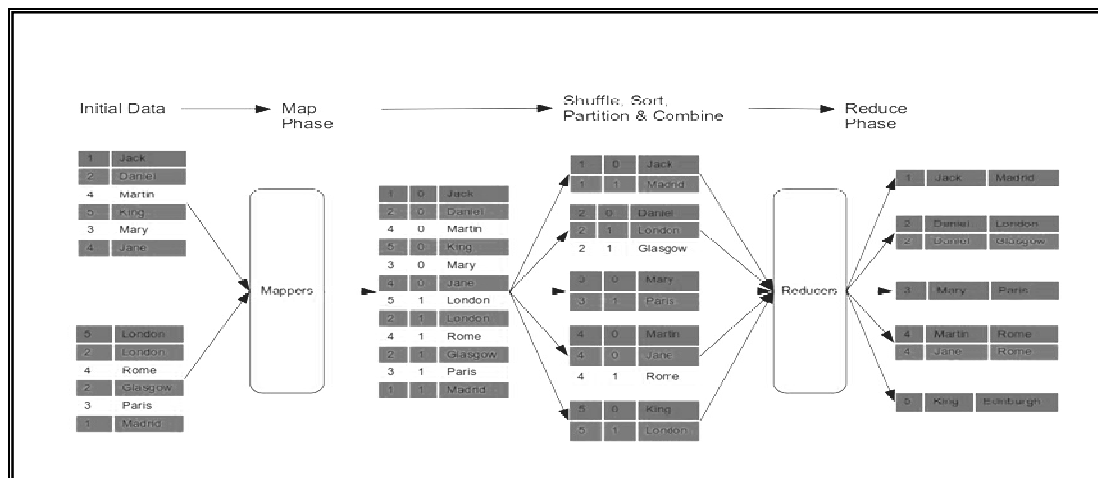 Initial Data
Map
Phase
Shuffle, Sort,
Partition & Combine
Reduce
Phase
1 Jack
2 Daniel
4 Martin
5 King
3 Mary
4 Jane
5 London
2 London
4 Rome
2 Glasgow
3 Paris
1 Madrid
Mappers
1 0 Jack
2 0 Daniel
4 0 Martin
5 0 King
3 0 Mary
4 0 Jane
5 1 London
2 1 London
4 1 Rome
2 1 Glasgow
3 1 Paris
1 1 Madrid
1 0 Jack
1 1 Madrid
2 0 Daniel
2 1 London
2 1 Glasgow
3 0 Mary
3 1 Paris
4 0 Martin
4 0 Jane
4 1 Rome
5 0 King
5 1 London
Reducers
1 Jack Madrid
2 Daniel London
2 Daniel Glasgow
3 Mary Paris
4 Martin Rome
4 Jane Rome
5 King Edinburgh